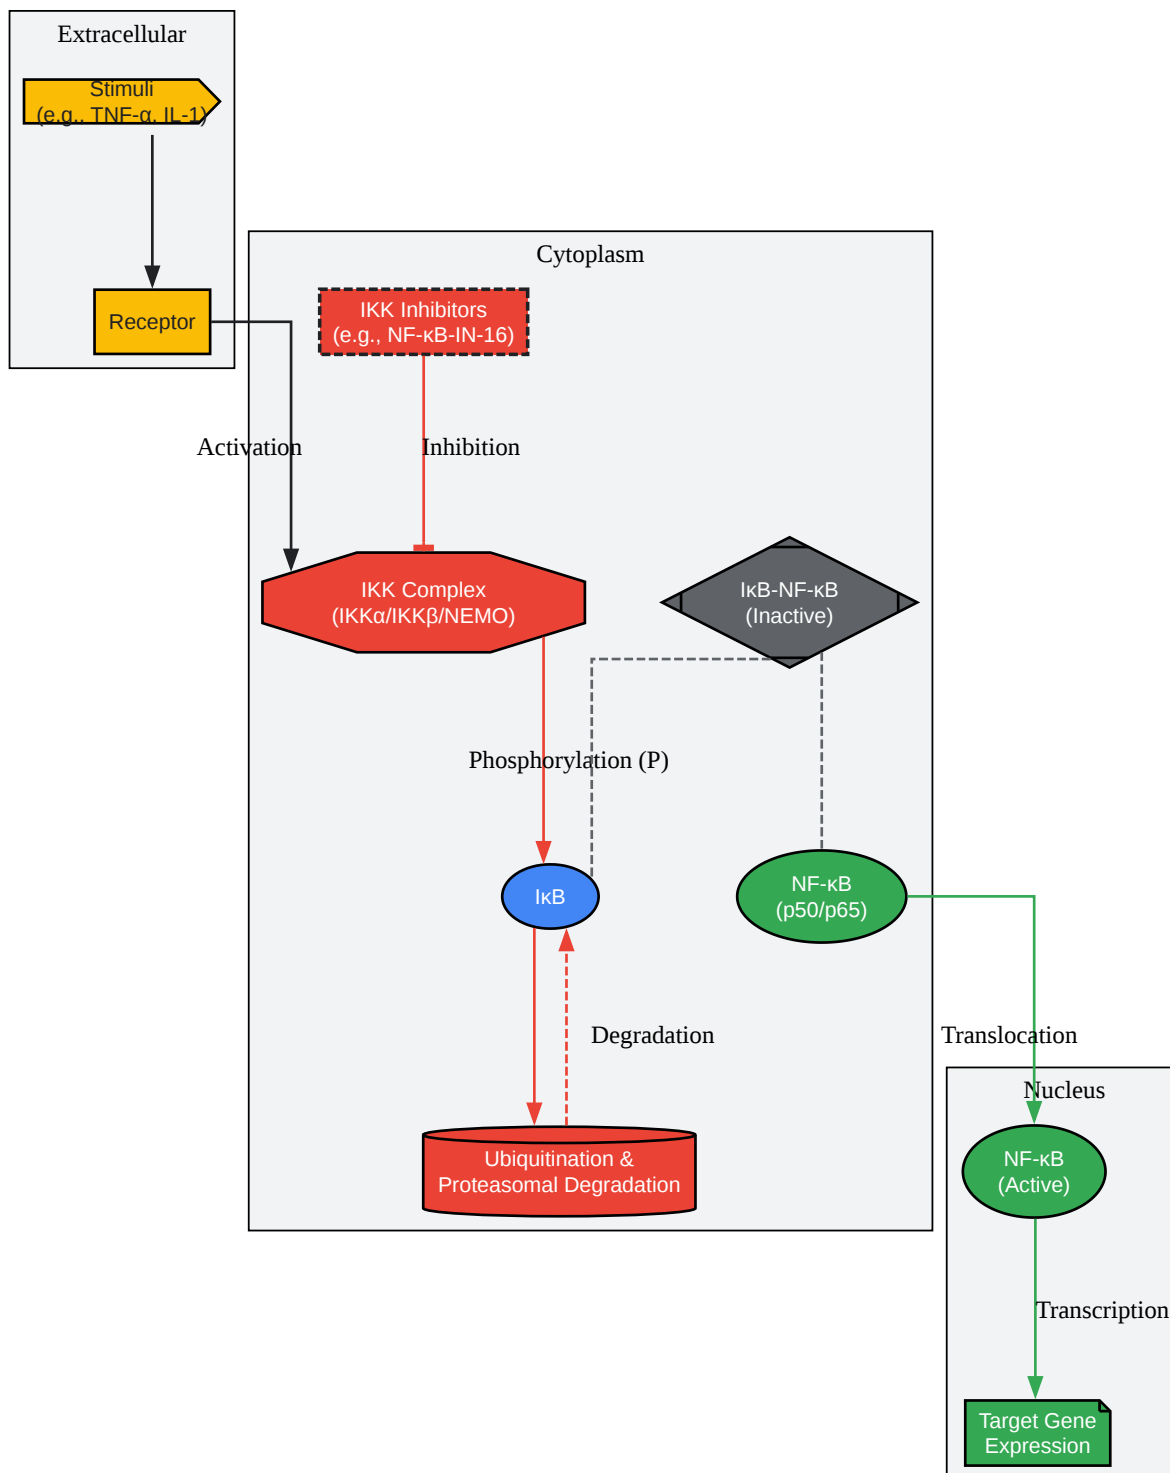 Extracellular
Stimuli
(e.g., TNF-α, IL-1)
Receptor
Cytoplasm
IKK Inhibitors
(e.g., NF-κB-IN-16)
Activation
Inhibition
IKK Complex
(IKKα/IKKβ/NEMO)
IκB-NF-κB
(Inactive)
Phosphorylation (P)
IκB
NF-κB
(p50/p65)
Degradation
Translocation
Ubiquitination &
Proteasomal Degradation
Nucleus
NF-κB
(Active)
Transcription
Target Gene
Expression